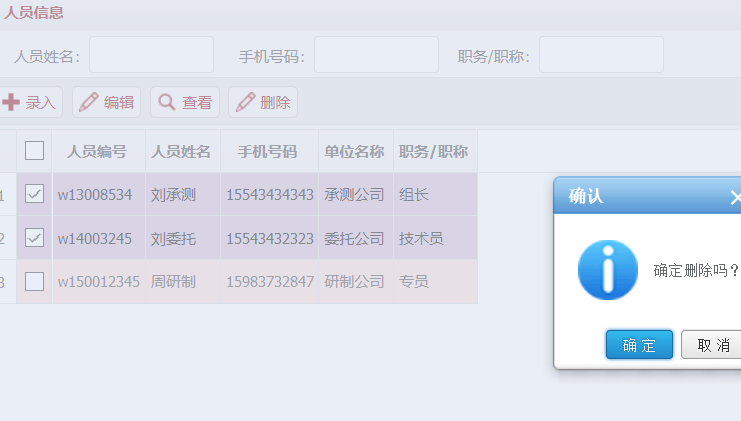 人员信息
人员姓名: 手机号码: 职务/职称:
录入 编辑 查看 删除
人员编号 人员姓名 手机号码 单位名称 职务/职称
1 w13008534 刘承测 15543434343 承测公司 组长
2 w14003245 刘委托 15543432323 委托公司 技术员
3 w150012345 周研制 15983732847 研制公司 专员
确认
确定删除吗？
确定 取消